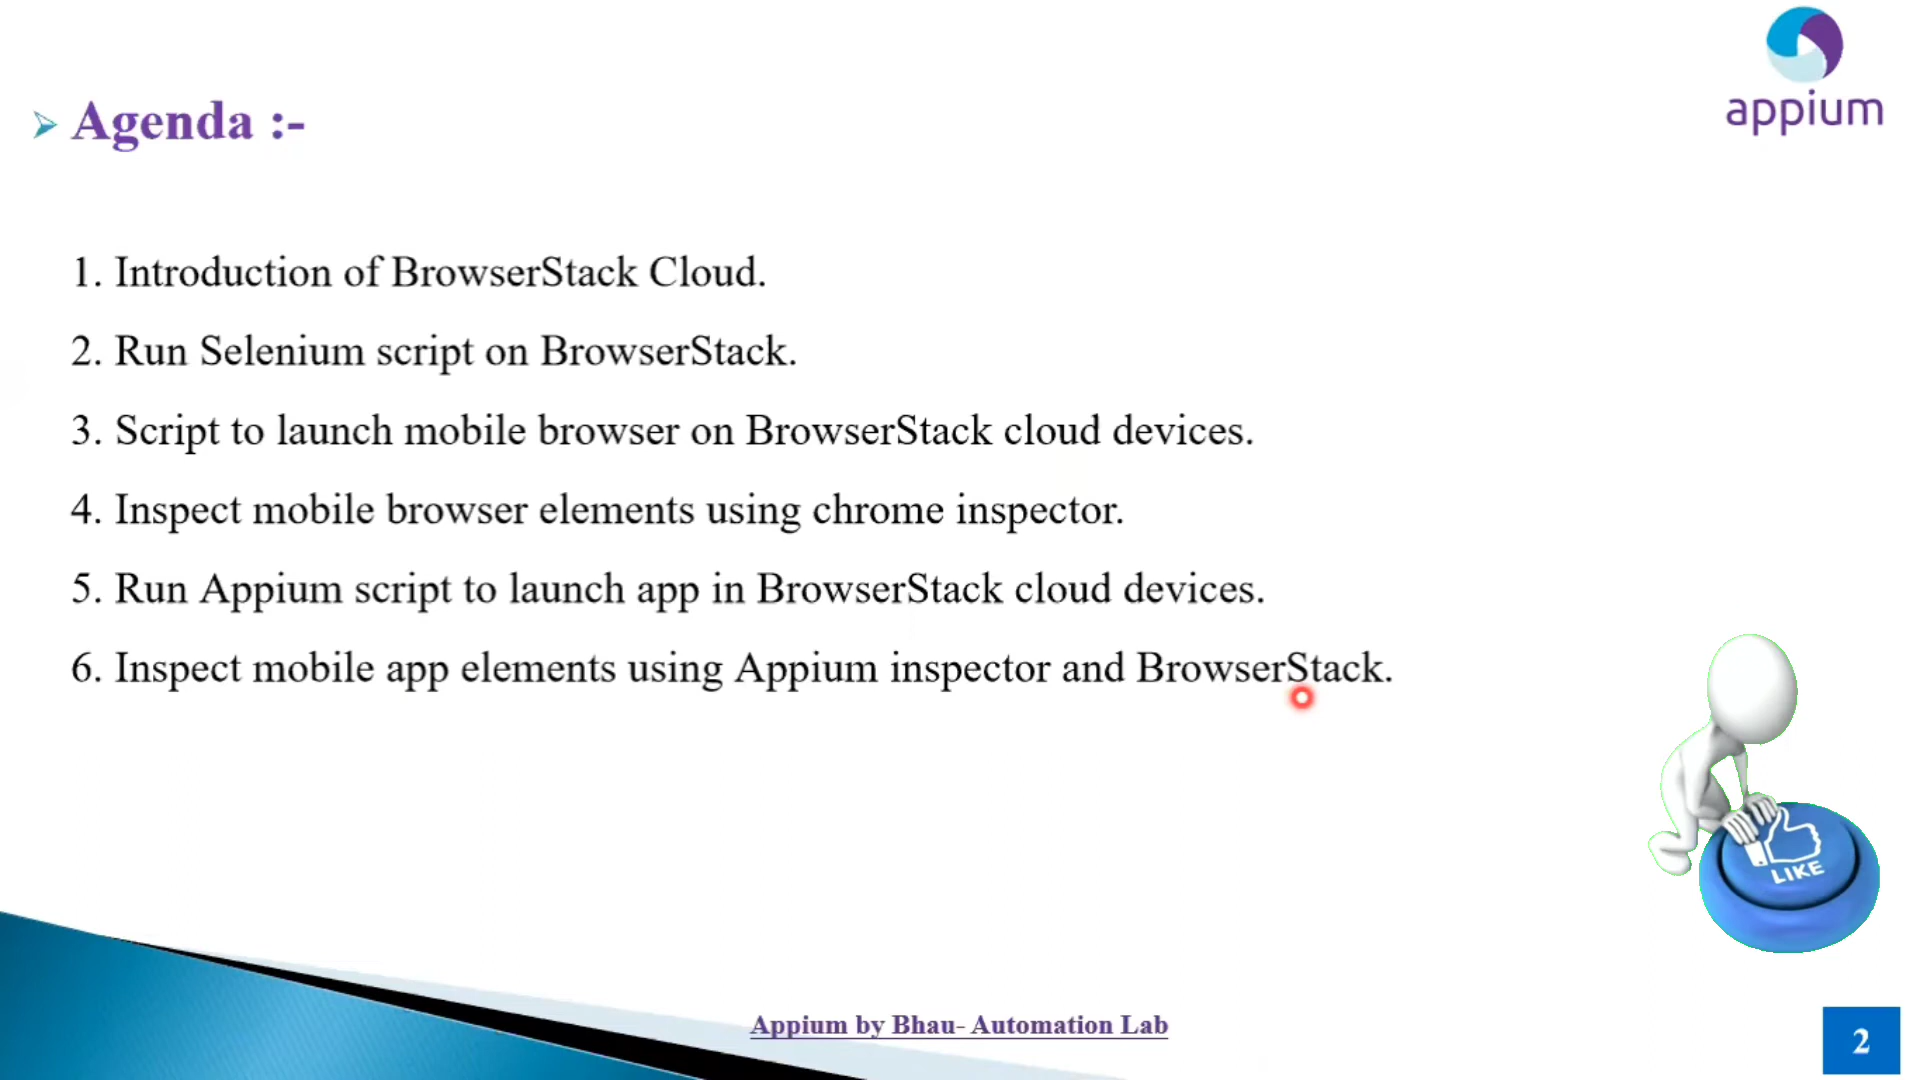 appium
Agenda :-
1. Introduction of BrowserStack Cloud.
2. Run Selenium script on BrowserStack.
3. Script to launch mobile browser on BrowserStack cloud devices.
4. Inspect mobile browser elements using chrome inspector.
5. Run Appium script to launch app in BrowserStack cloud devices.
6. Inspect mobile app elements using Appium inspector and BrowserStack.
LIKE
Appium by Bhau- Automation Lab
2